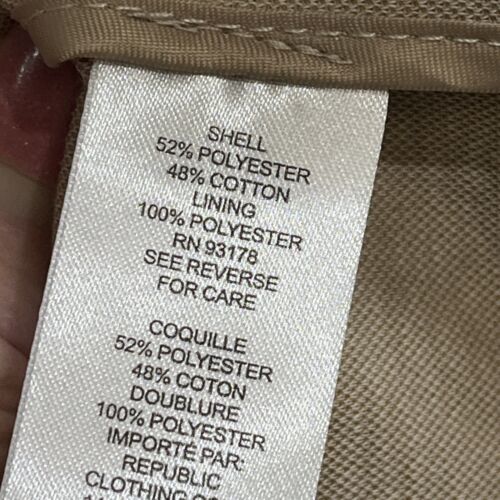 SHELL
52% POLYESTER
48% COTTON
LINING
100% POLYESTER
RN 93178
SEE REVERSE
FOR CARE
COQUILLE
52% POLYESTER
48% COTON
DOUBLURE
100% POLYESTER
IMPORTÉ PAR:
REPUBLIC
CLOTHING